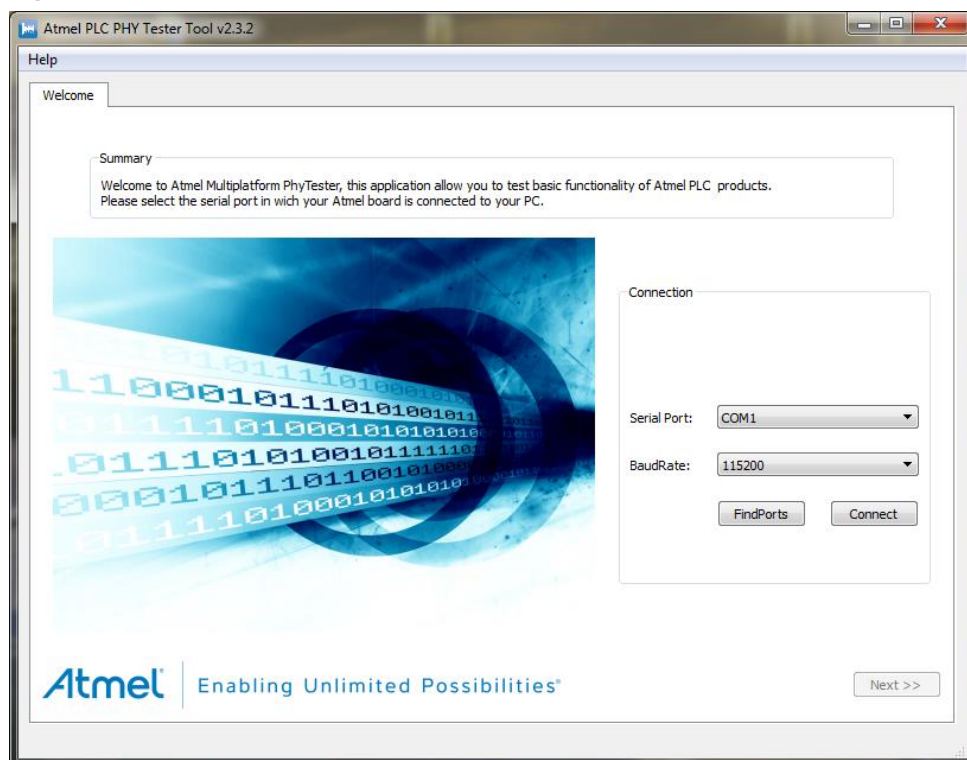 Atmel PLC PHY Tester Tool v2.3.2
Help
Welcome
Summary
Welcome to Atmel Multiplatform PhyTester, this application allow you to test basic functionality of Atmel PLC products.
Please select the serial port in wich your Atmel board is connected to your PC.
Connection
Serial Port: COM1
BaudRate: 115200
FindPorts Connect
Atmel Enabling Unlimited Possibilities®
Next >>